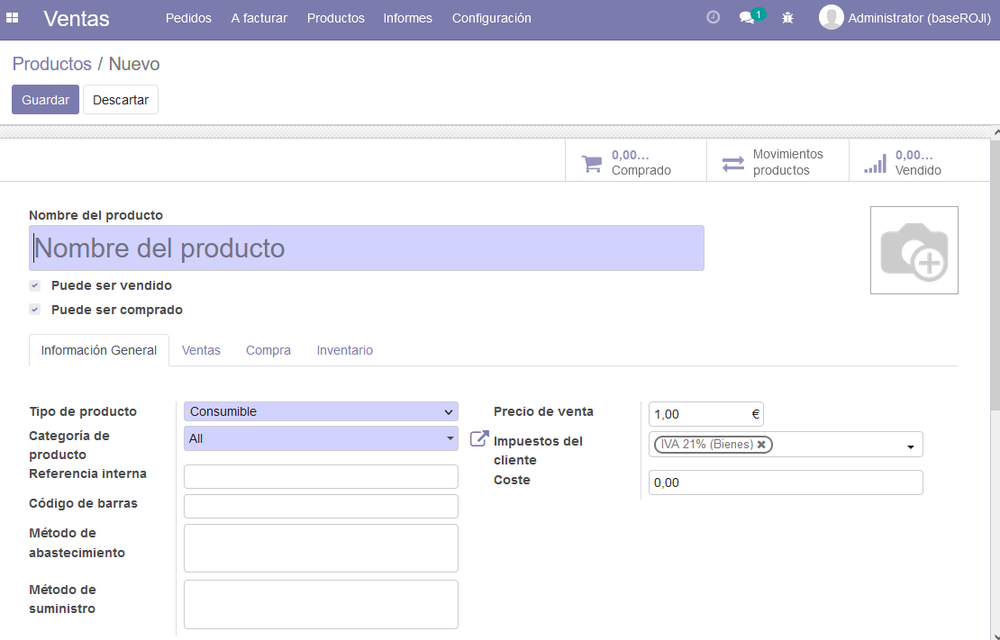 Ventas Pedidos A facturar Productos Informes Configuración 1 Administrator (baseROJI)
Productos / Nuevo
Guardar Descartar
0,00...
Comprado
Movimientos
productos
0,00...
Vendido
Nombre del producto
Nombre del producto
Puede ser vendido
Puede ser comprado
Información General Ventas Compra Inventario
Tipo de producto Consumible
Categoría de
producto
All
Referencia interna
Código de barras
Método de
abastecimiento
Método de
suministro
Precio de venta 1,00 €
Impuestos del
cliente
IVA 21% (Bienes)
Coste 0,00